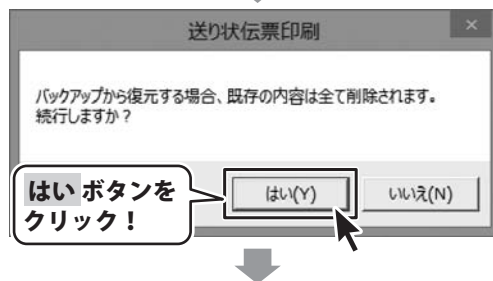 送り状伝票印刷
バックアップから復元する場合、既存の内容は全て削除されます。
続行しますか？
はい(Y)
いいえ(N)
はい ボタンを
クリック！